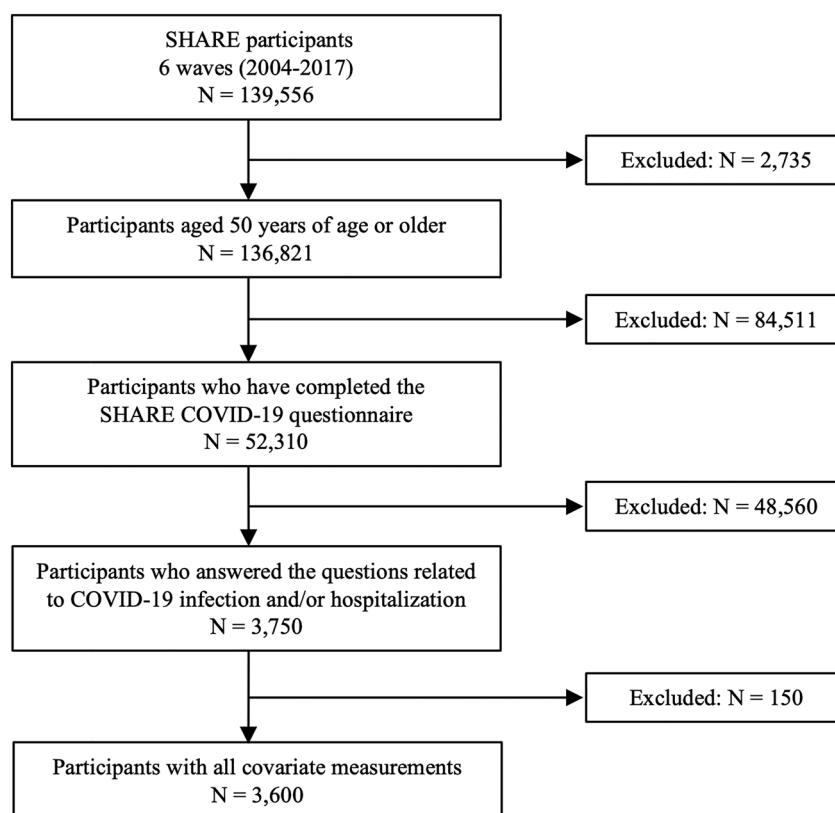 SHARE participants
6 waves (2004-2017)
N = 139,556
Excluded: N = 2,735
Participants aged 50 years of age or older
N = 136,821
Excluded: N = 84,511
Participants who have completed the
SHARE COVID-19 questionnaire
N = 52,310
Excluded: N = 48,560
Participants who answered the questions related
to COVID-19 infection and/or hospitalization
N = 3,750
Excluded: N = 150
Participants with all covariate measurements
N = 3,600